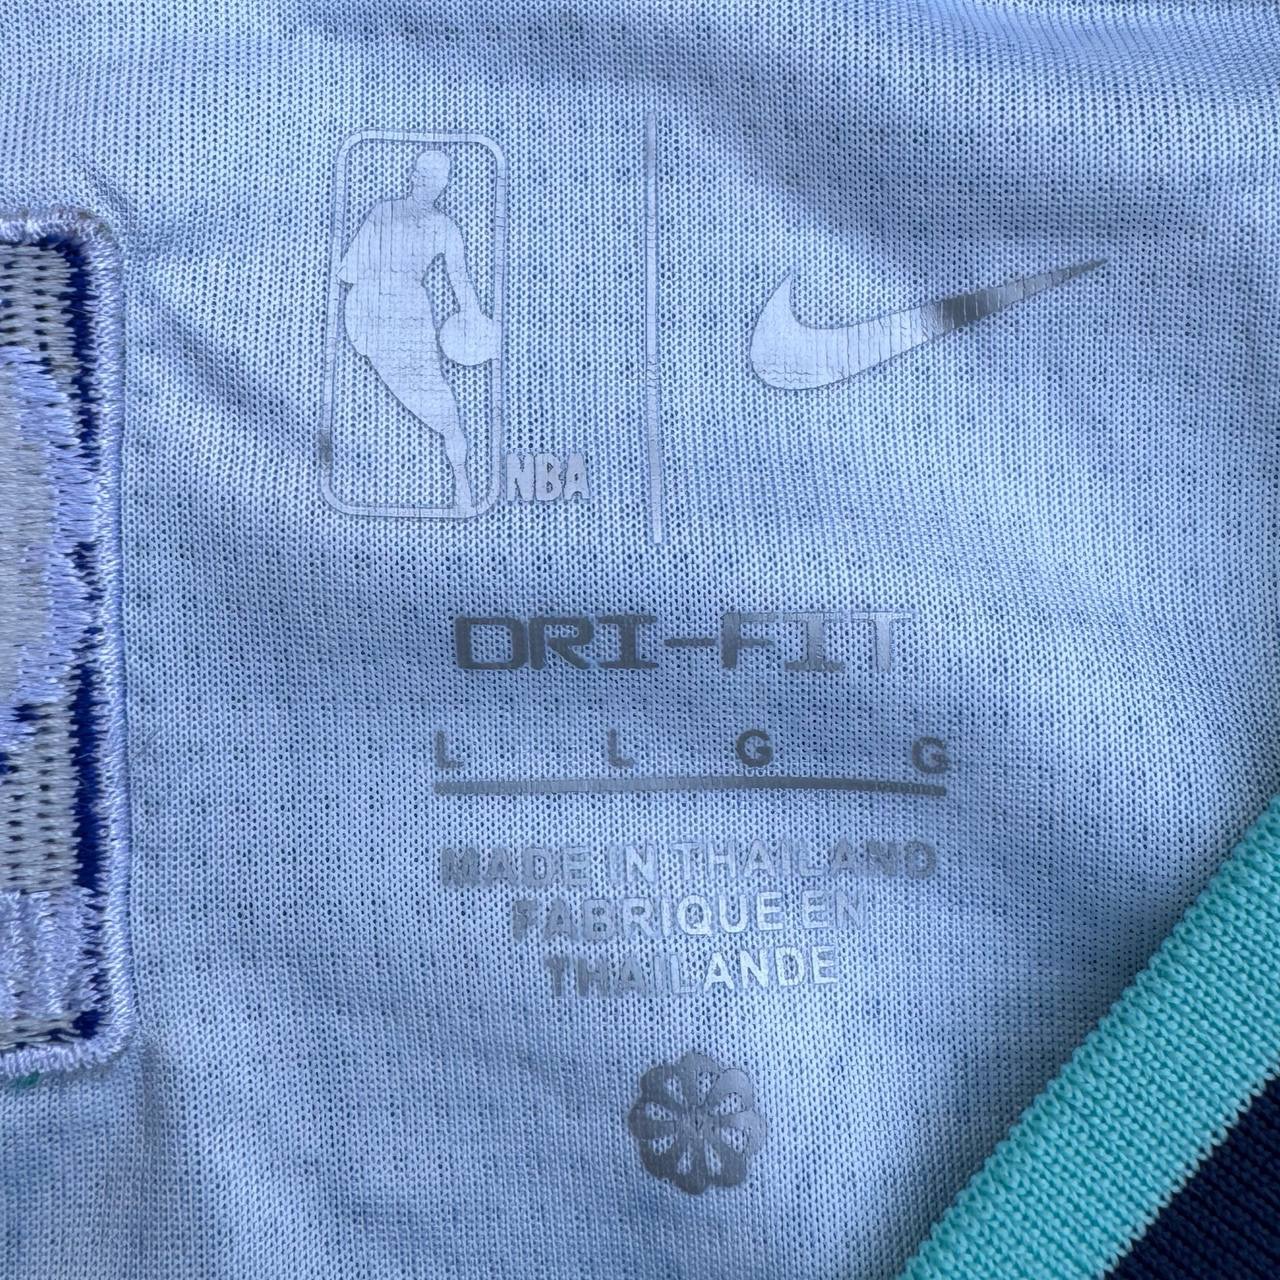 NBA
DRI-FIT
L L G G
MADE IN THAILAND
FABRIQUE EN
THAILANDE